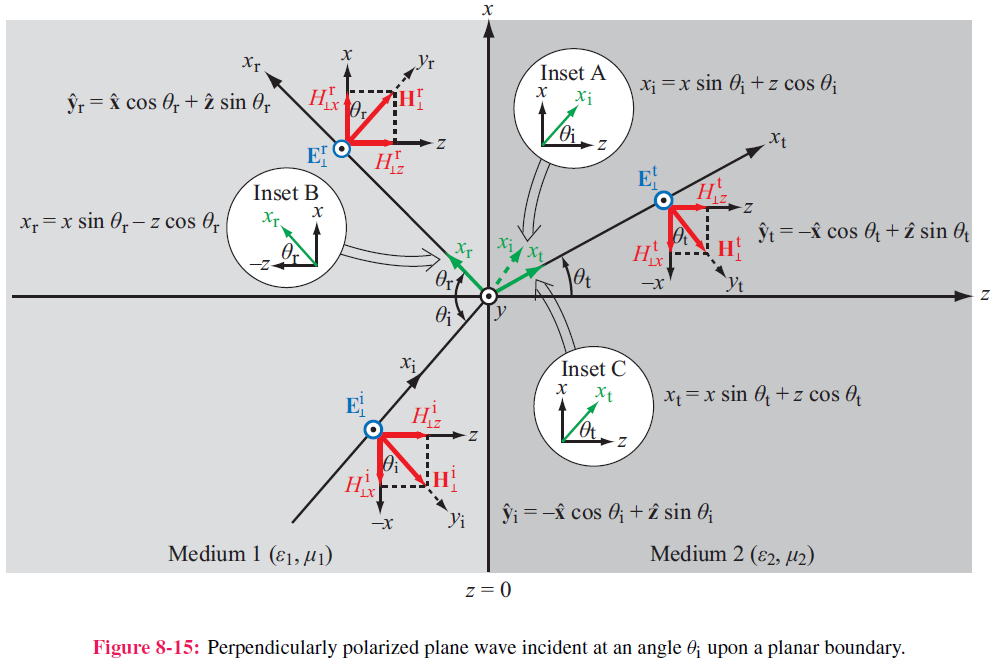 x
x_r
x
y_r
ŷ_r = x̂ cos θ_r + ẑ sin θ_r
H^r_⊥x
θ_r
H^r_⊥
z
E^r_⊥
H^r_⊥z
Inset A
x
x_i
θ_i
z
x_i = x sin θ_i + z cos θ_i
x_t
E^t_⊥
H^t_⊥z
z
θ_t
H^t_⊥x
H^t_⊥
ŷ_t = –x̂ cos θ_t + ẑ sin θ_t
–x
y_t
Inset B
x_r
x
θ_r
–z
x_r = x sin θ_r – z cos θ_r
x_r
x_i
x_t
θ_r
θ_t
θ_i
y
z
x_i
E^i_⊥
H^i_⊥z
z
θ_i
H^i_⊥x
H^i_⊥
–x
y_i
Inset C
x
x_t
θ_t
z
x_t = x sin θ_t + z cos θ_t
ŷ_i = –x̂ cos θ_i + ẑ sin θ_i
Medium 1 (ε₁, μ₁)
Medium 2 (ε₂, μ₂)
z = 0
Figure 8-15: Perpendicularly polarized plane wave incident at an angle θ_i upon a planar boundary.